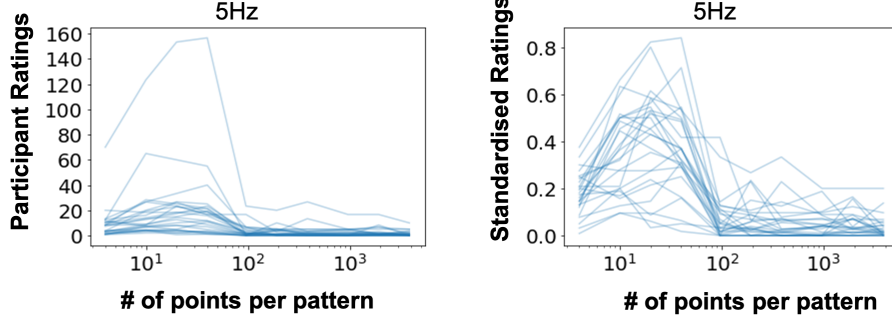 5Hz
Participant Ratings
160
140
120
100
80
60
40
20
0
10¹ 10² 10³
# of points per pattern
5Hz
Standardised Ratings
0.8
0.6
0.4
0.2
0.0
10¹ 10² 10³
# of points per pattern